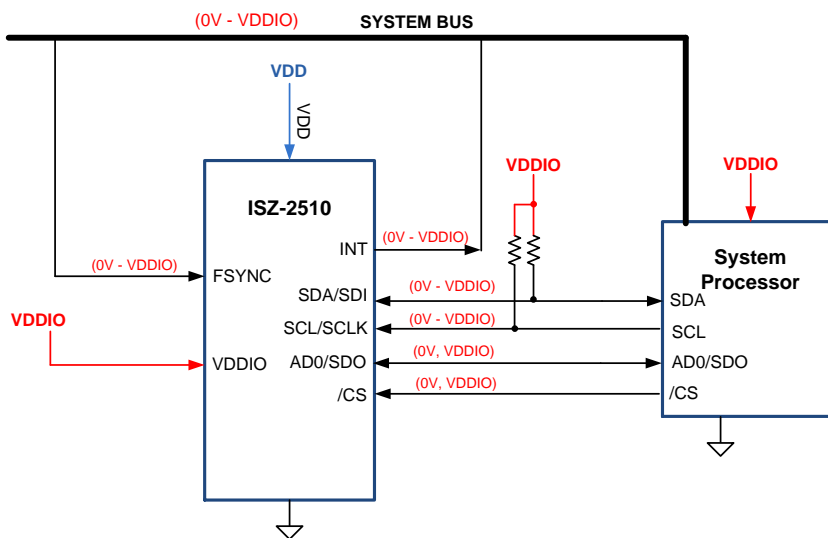 (0V - VDDIO)
SYSTEM BUS
VDD
VDD
VDDIO
VDDIO
ISZ-2510
System
Processor
INT
(0V - VDDIO)
(0V - VDDIO)
FSYNC
SDA/SDI
(0V - VDDIO)
SDA
VDDIO
SCL/SCLK
(0V - VDDIO)
SCL
VDDIO
AD0/SDO
(0V, VDDIO)
AD0/SDO
/CS
(0V, VDDIO)
/CS